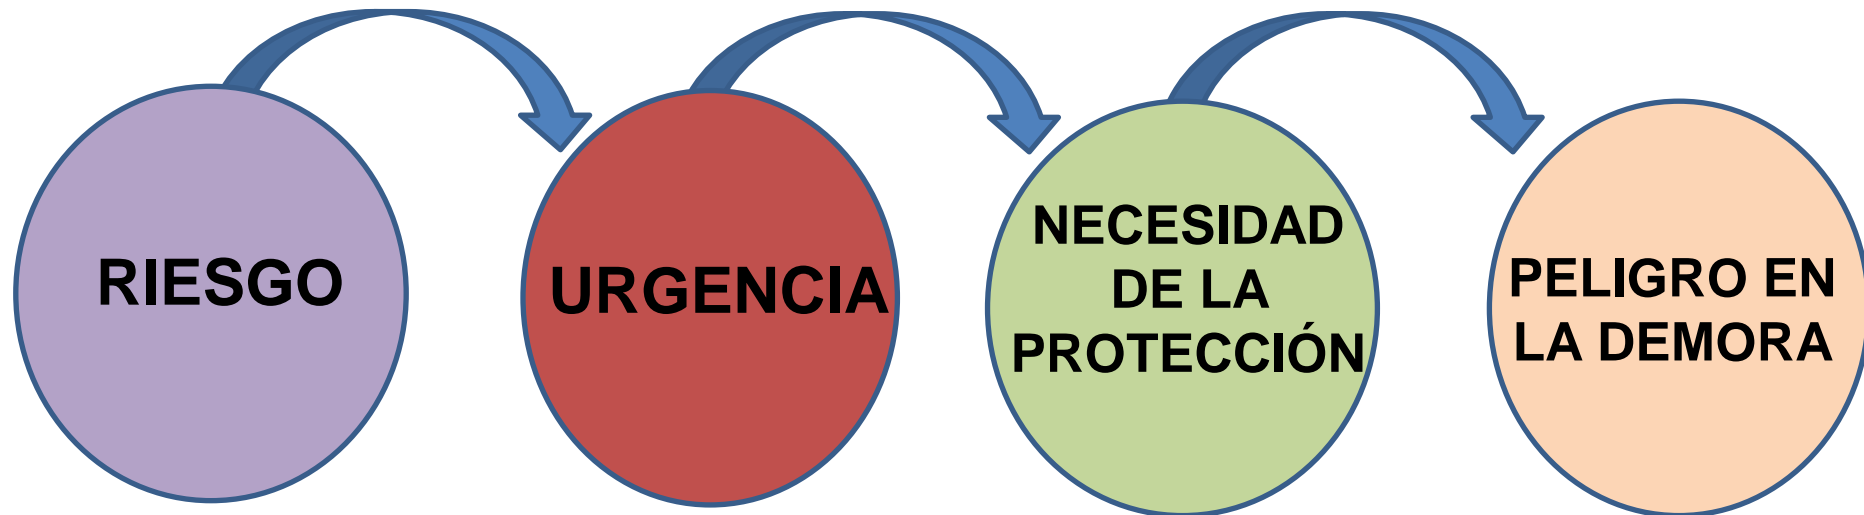 RIESGO
URGENCIA
NECESIDAD
DE LA
PROTECCIÓN
PELIGRO EN
LA DEMORA